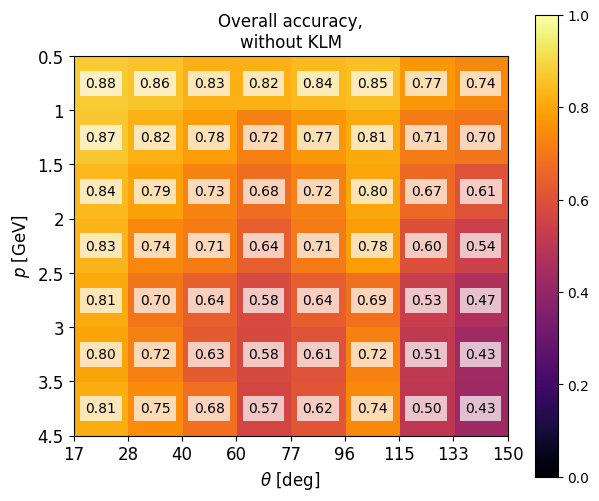 Overall accuracy,
without KLM
0.5 0.88 0.86 0.83 0.82 0.84 0.85 0.77 0.74
1 0.87 0.82 0.78 0.72 0.77 0.81 0.71 0.70
1.5 0.84 0.79 0.73 0.68 0.72 0.80 0.67 0.61
2 0.83 0.74 0.71 0.64 0.71 0.78 0.60 0.54
2.5 0.81 0.70 0.64 0.58 0.64 0.69 0.53 0.47
3 0.80 0.72 0.63 0.58 0.61 0.72 0.51 0.43
3.5 0.81 0.75 0.68 0.57 0.62 0.74 0.50 0.43
4.5
p [GeV]
17 28 40 60 77 96 115 133 150
θ [deg]
1.0
0.8
0.6
0.4
0.2
0.0